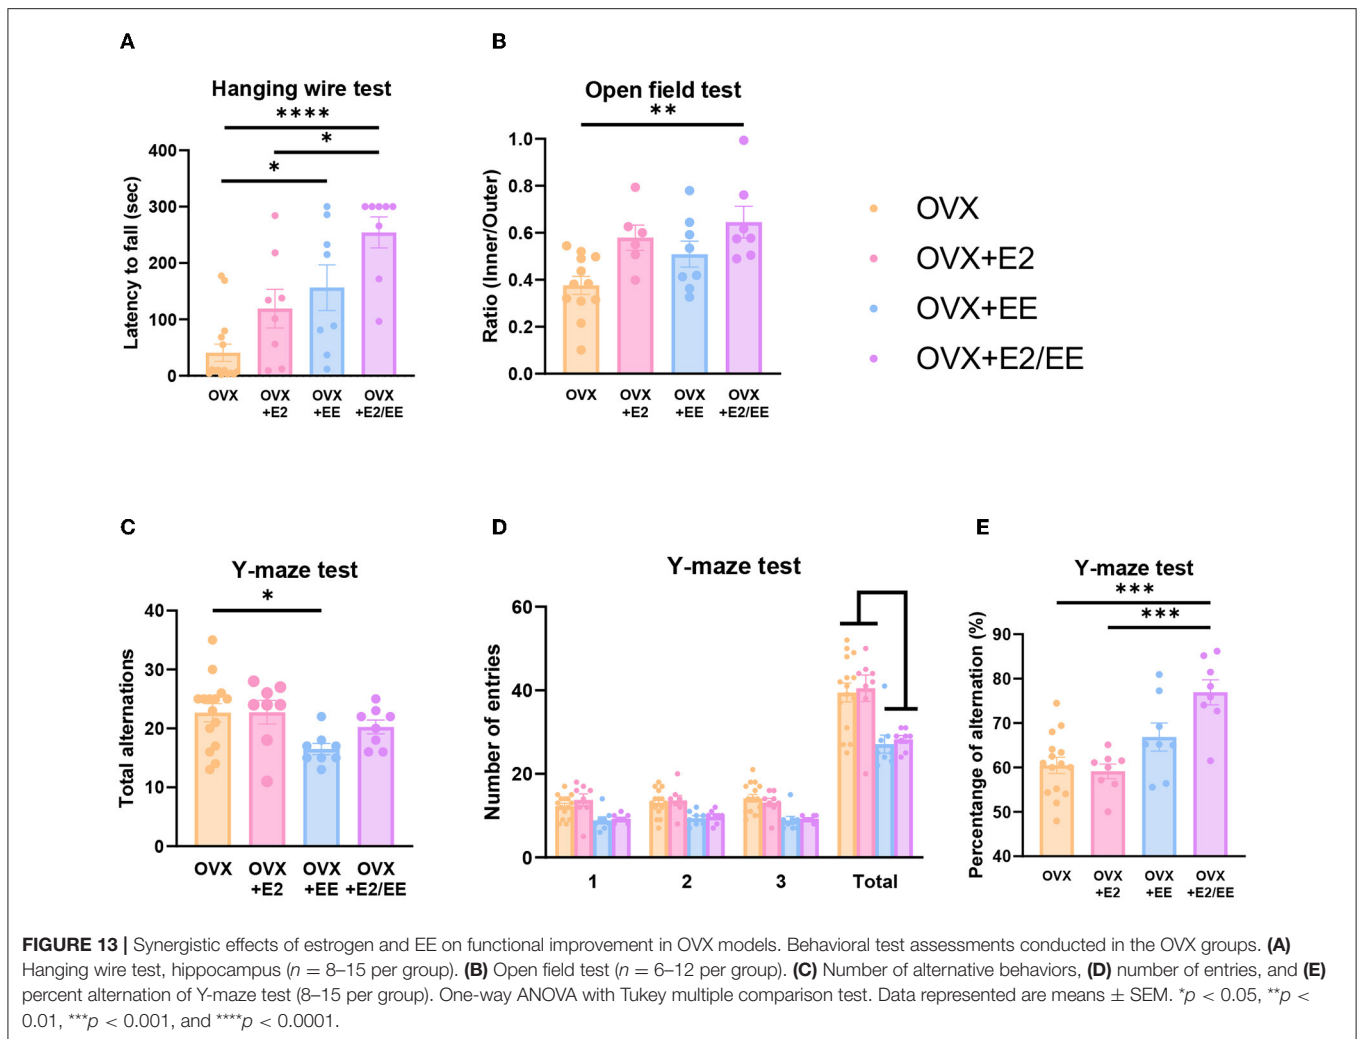 A
Hanging wire test
****
*
*
Latency to fall (sec)
400
300
200
100
0
OVX
OVX +E2
OVX +EE
OVX +E2/EE
B
Open field test
**
Ratio (Inner/Outer)
1.0
0.8
0.6
0.4
0.2
0.0
OVX
OVX +E2
OVX +EE
OVX +E2/EE
OVX
OVX+E2
OVX+EE
OVX+E2/EE
C
Y-maze test
*
Total alternations
40
30
20
10
0
OVX
OVX +E2
OVX +EE
OVX +E2/EE
D
Y-maze test
Number of entries
60
40
20
0
1
2
3
Total
E
Y-maze test
***
***
Percentange of alternation (%)
90
80
70
60
50
40
OVX
OVX +E2
OVX +EE
OVX +E2/EE
FIGURE 13 | Synergistic effects of estrogen and EE on functional improvement in OVX models. Behavioral test assessments conducted in the OVX groups. (A)
Hanging wire test, hippocampus (n = 8–15 per group). (B) Open field test (n = 6–12 per group). (C) Number of alternative behaviors, (D) number of entries, and (E)
percent alternation of Y-maze test (8–15 per group). One-way ANOVA with Tukey multiple comparison test. Data represented are means ± SEM. *p < 0.05, **p <
0.01, ***p < 0.001, and ****p < 0.0001.